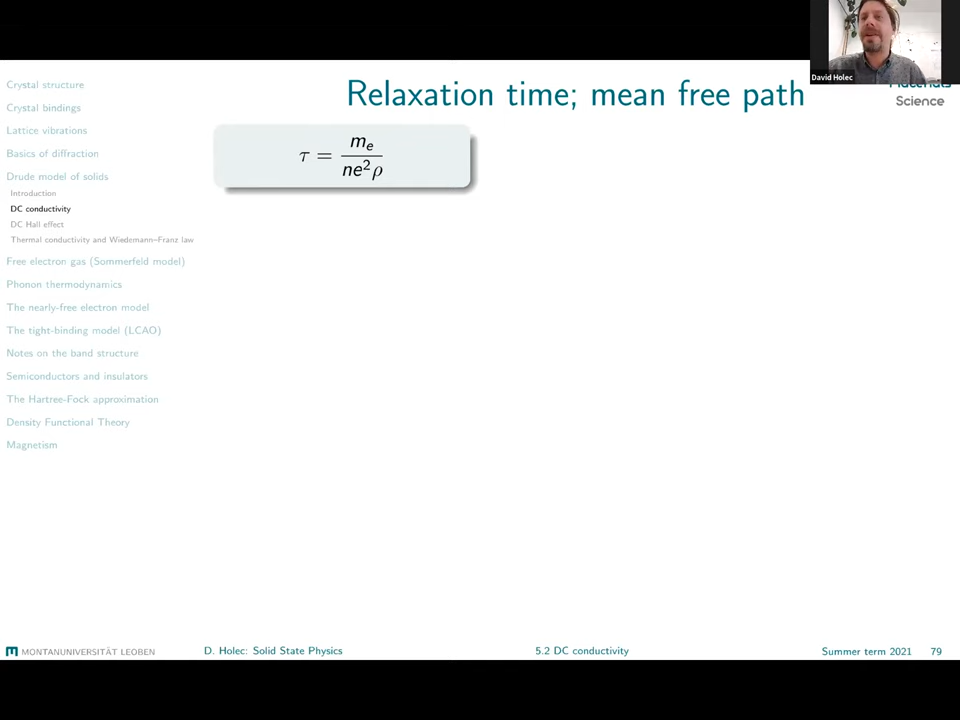 David Holec
Materials
Science
Relaxation time; mean free path
Crystal structure
Crystal bindings
Lattice vibrations
Basics of diffraction
Drude model of solids
Introduction
DC conductivity
DC Hall effect
Thermal conductivity and Wiedemann–Franz law
Free electron gas (Sommerfeld model)
Phonon thermodynamics
The nearly-free electron model
The tight-binding model (LCAO)
Notes on the band structure
Semiconductors and insulators
The Hartree-Fock approximation
Density Functional Theory
Magnetism
τ = mₑ / ne²ρ
MONTANUNIVERSITÄT LEOBEN
D. Holec: Solid State Physics
5.2 DC conductivity
Summer term 2021 79